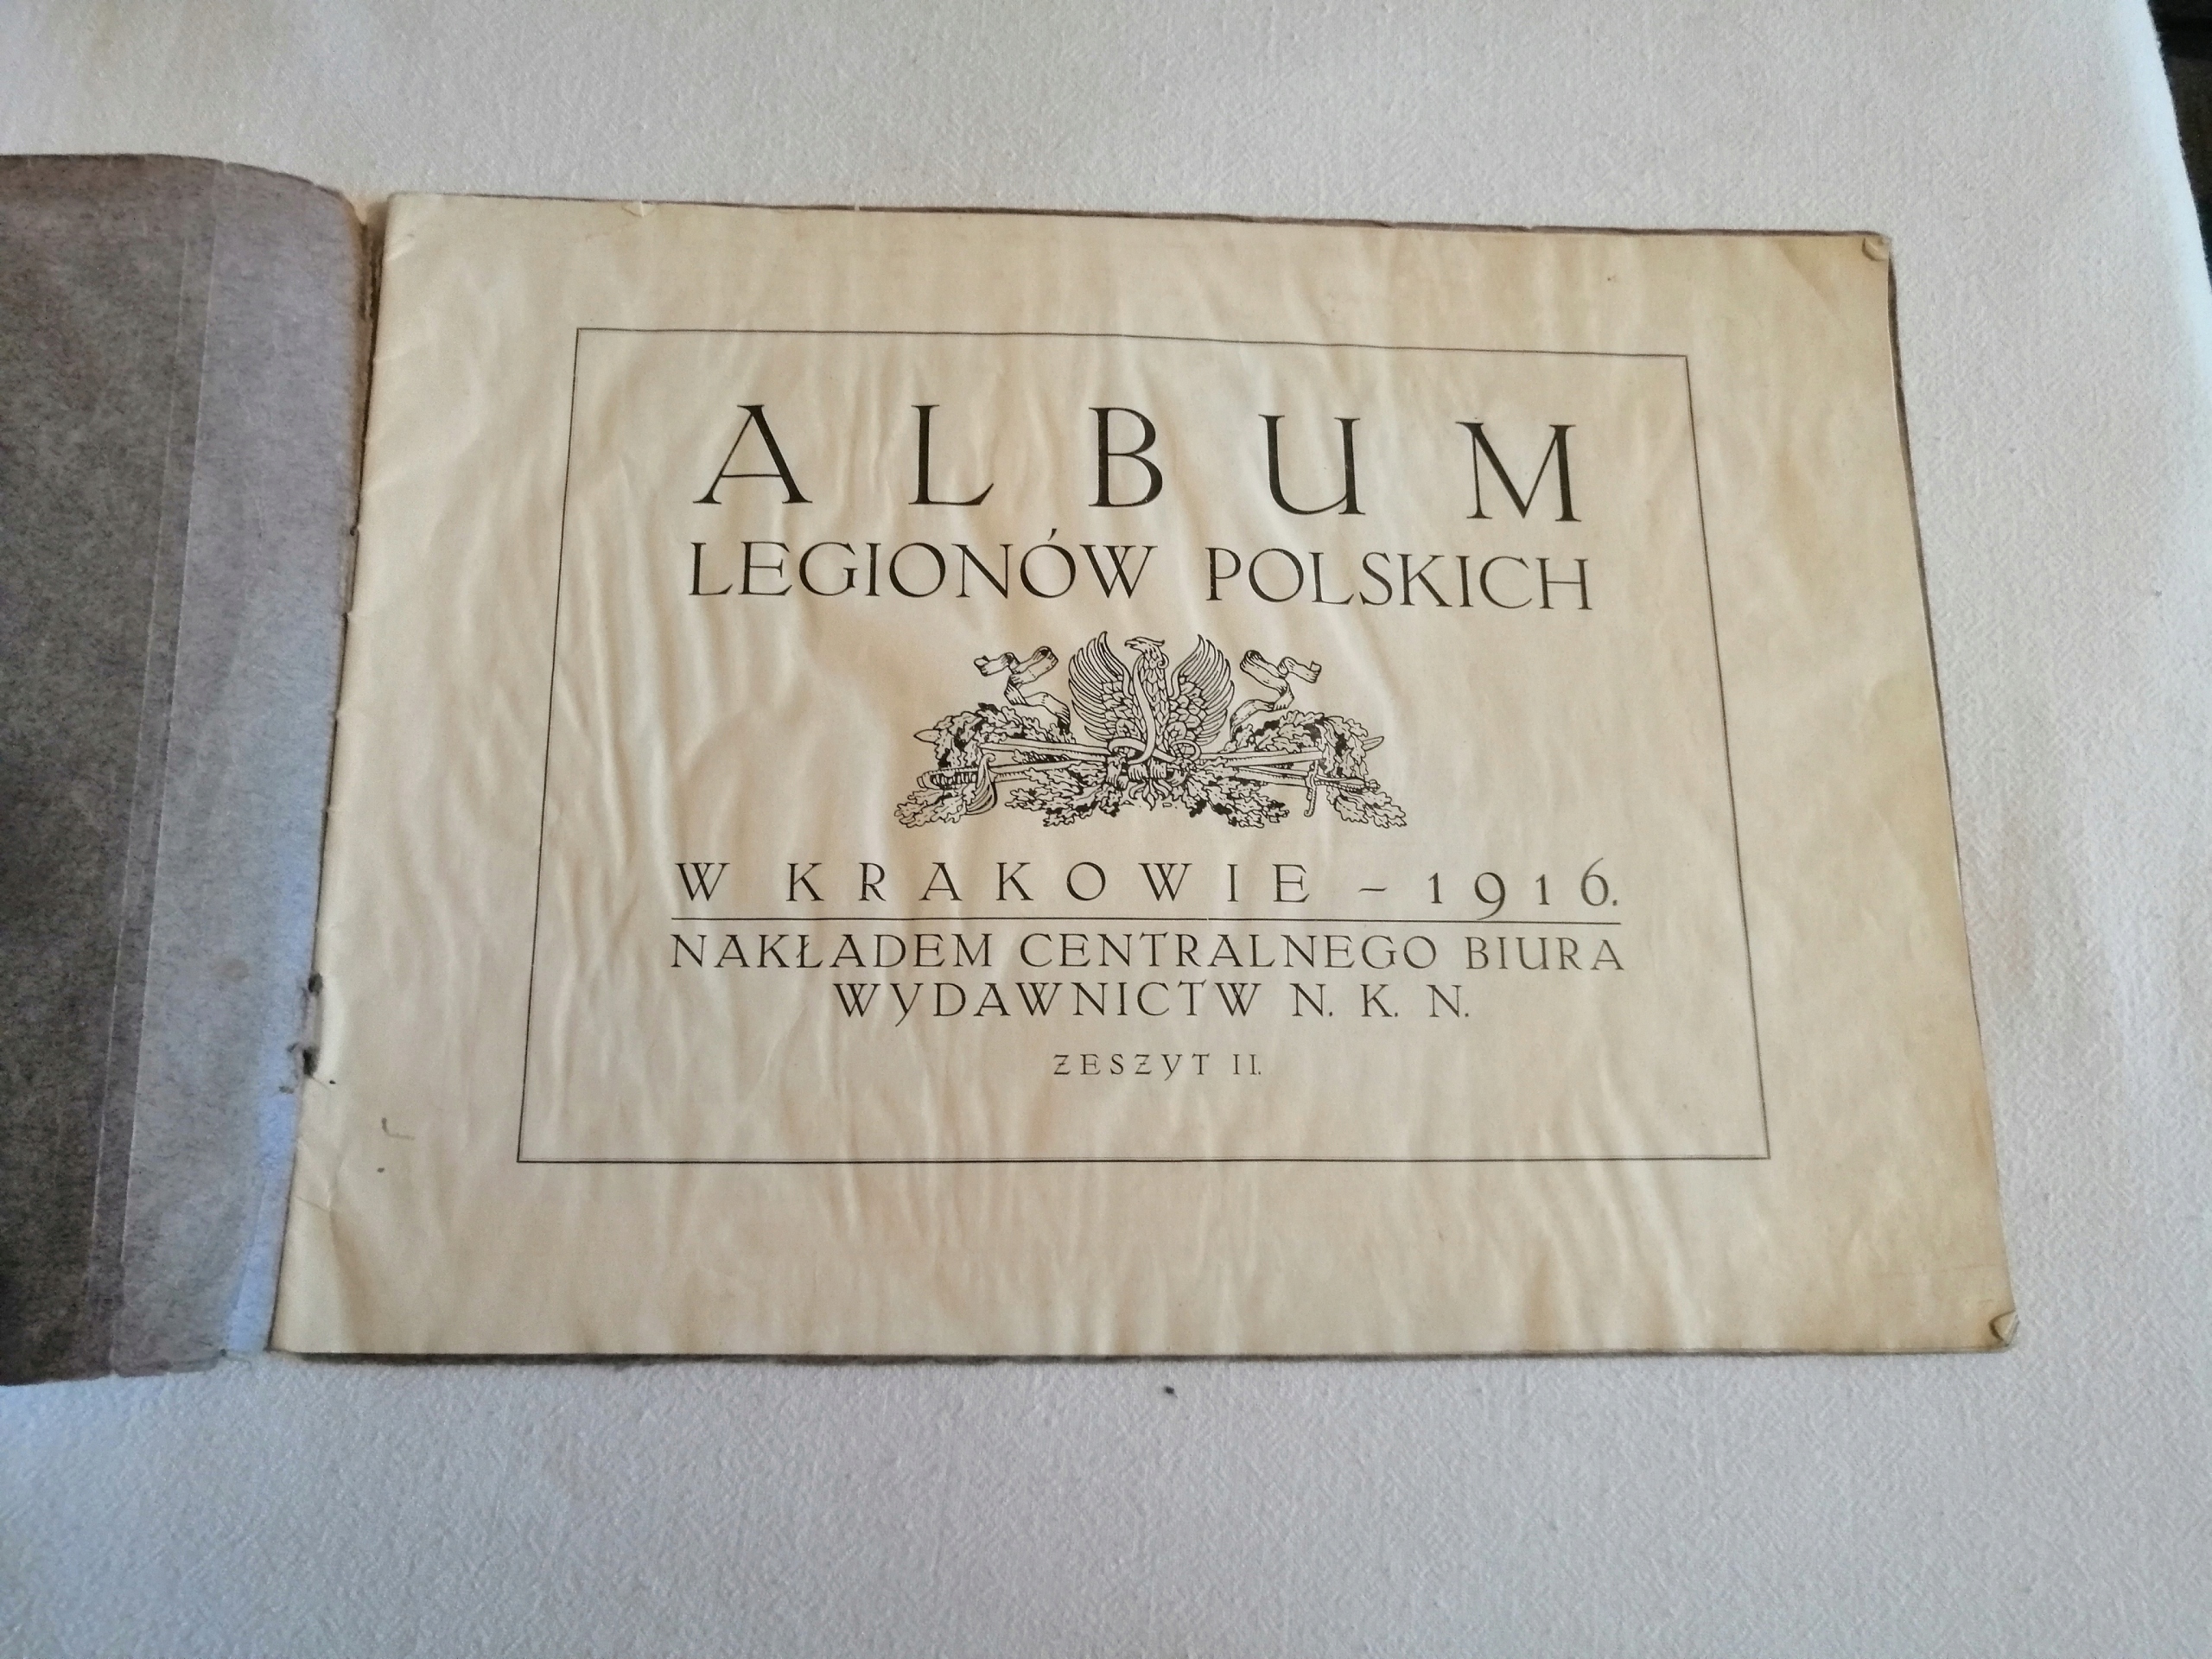 ALBUM
LEGIONÓW POLSKICH
W KRAKOWIE – 1916.
NAKŁADEM CENTRALNEGO BIURA
WYDAWNICTW N. K. N.
ZESZYT II.